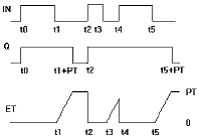 IN
t0 t1 t2 t3 t4 t5
Q
t0 t1+PT t2 t5+PT
ET PT
0
t1 t2 t3 t4 t5